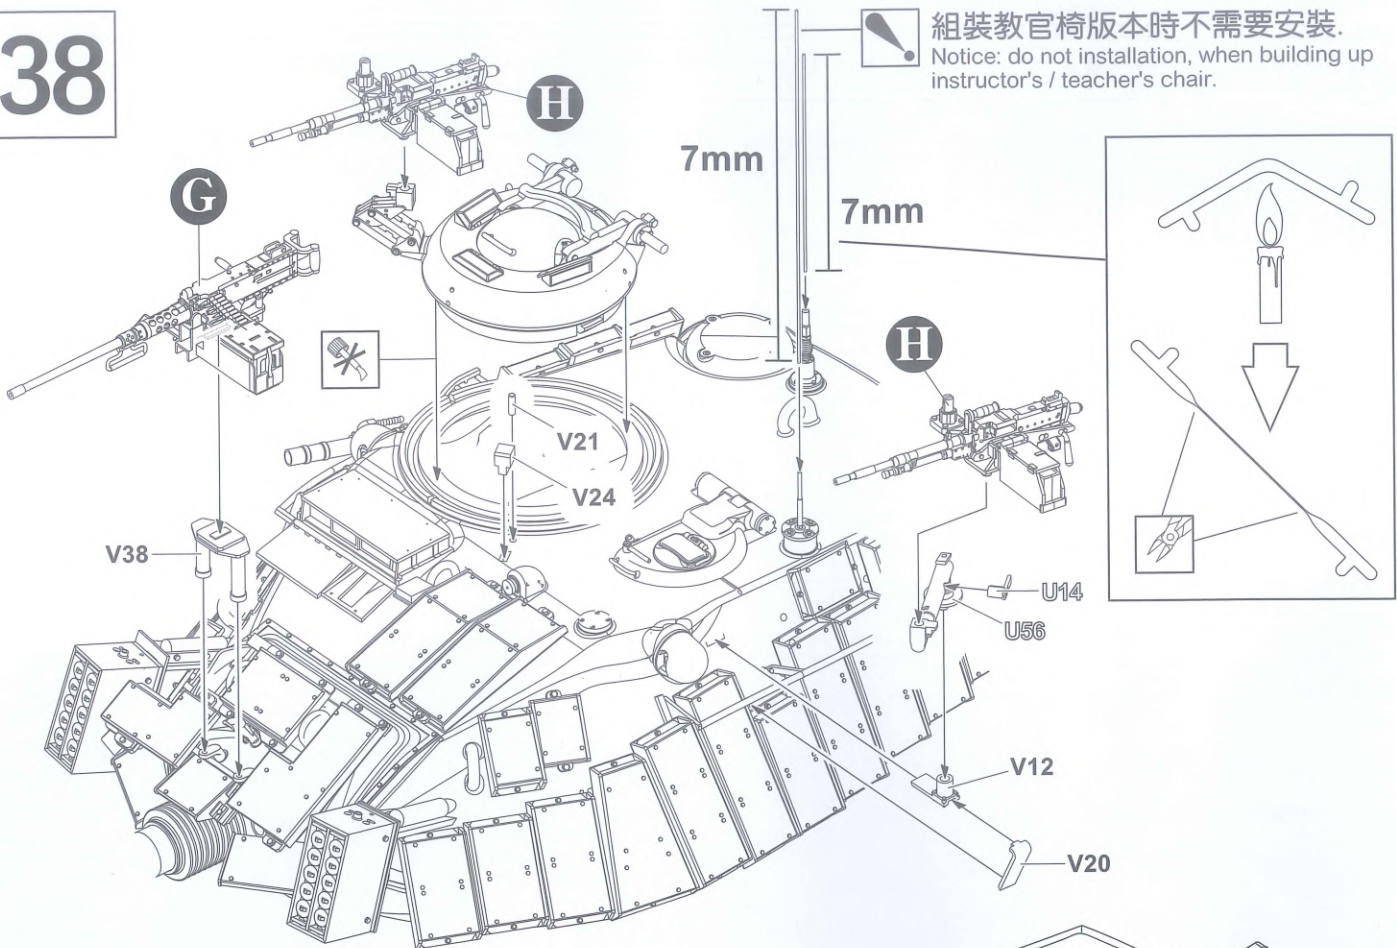 38
組裝教官椅版本時不需要安裝.
Notice: do not installation, when building up
instructor's / teacher's chair.
H
G
7mm
7mm
H
V21
V24
V38
U14
U56
V12
V20